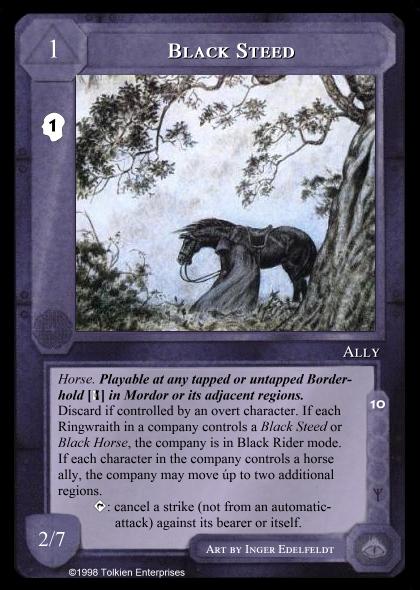 1
BLACK STEED
1
ALLY
Horse. Playable at any tapped or untapped Border-
hold [] in Mordor or its adjacent regions.
Discard if controlled by an overt character. If each
Ringwraith in a company controls a Black Steed or
Black Horse, the company is in Black Rider mode.
If each character in the company controls a horse
ally, the company may move úp to two additional
regions.
: cancel a strike (not from an automatic-
attack) against its bearer or itself.
10
2/7
ART BY INGER EDELFELDT
©1998 Tolkien Enterprises